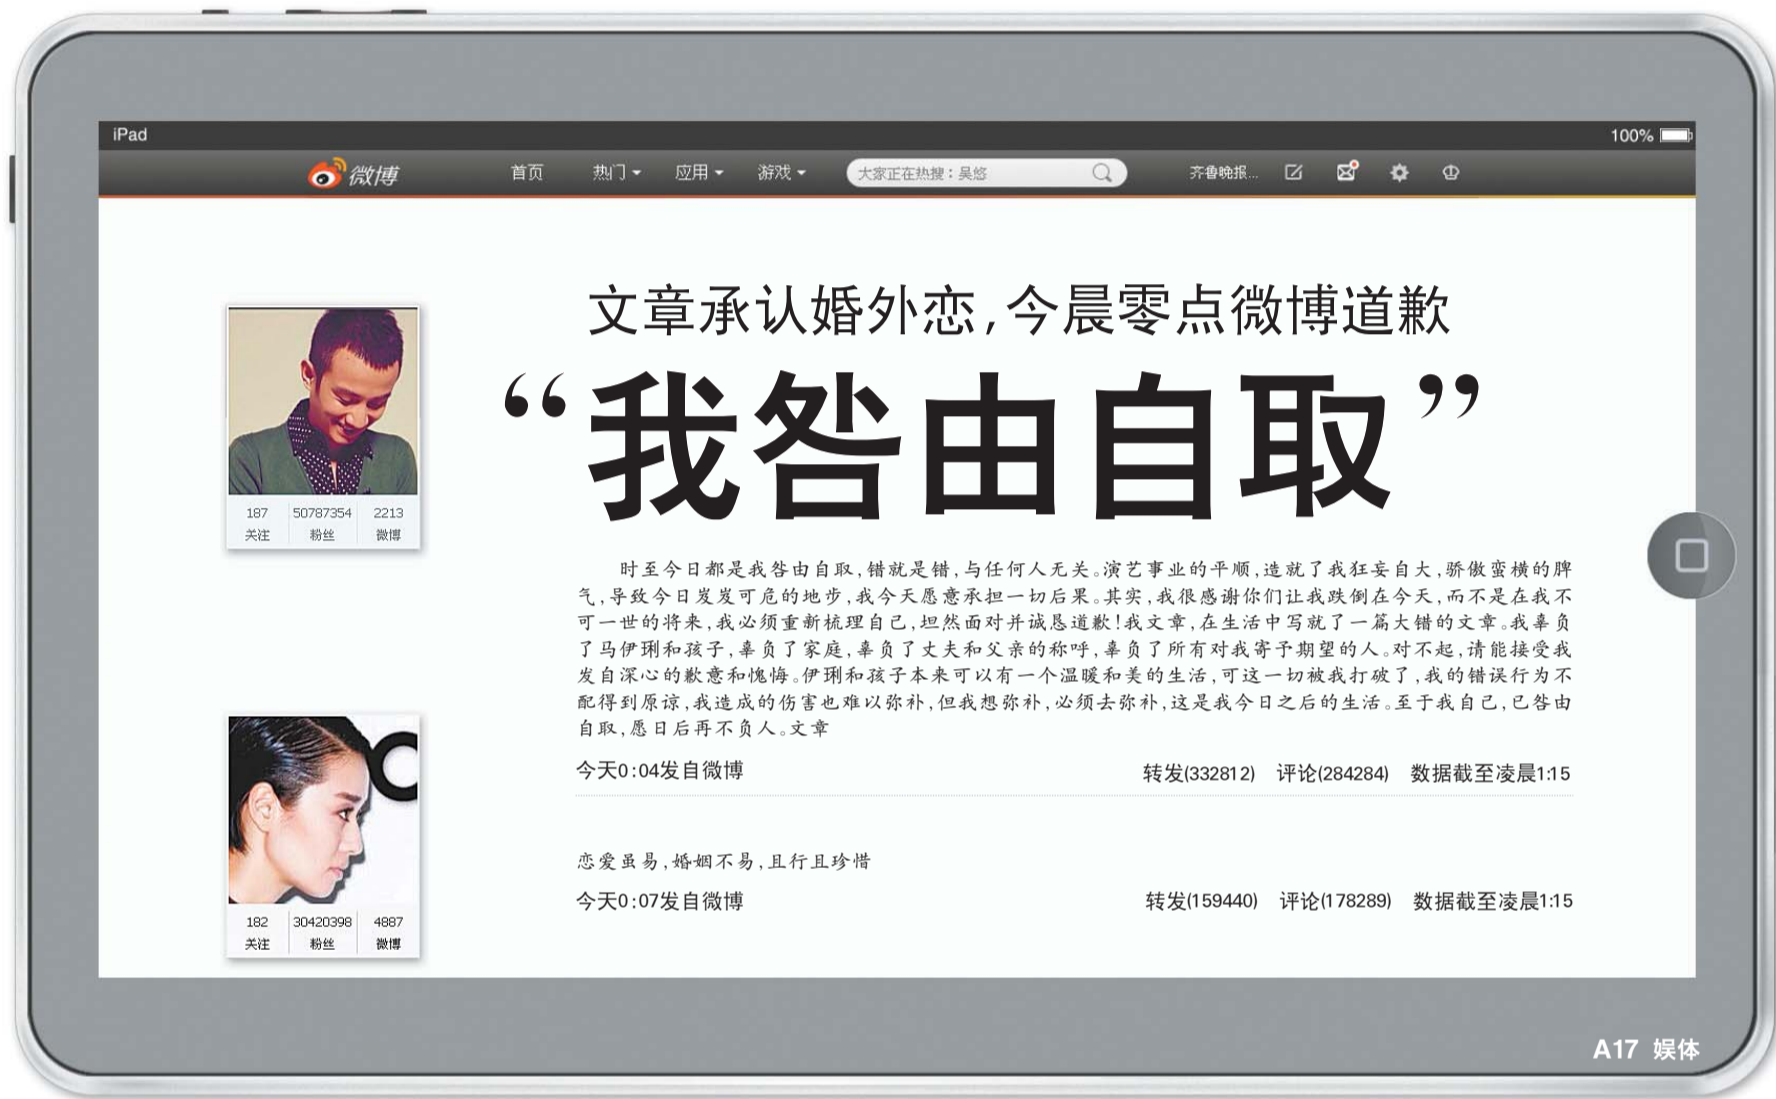 iPad
100%
微博
首页
热门
应用
游戏
大家正在热搜：吴悠
齐鲁晚报...
文章承认婚外恋,今晨零点微博道歉
“我咎由自取”
187
50787354
2213
关注
粉丝
微博
时至今日都是我咎由自取,错就是错,与任何人无关。演艺事业的平顺,造就了我狂妄自大,骄傲蛮横的脾
气,导致今日岌岌可危的地步,我今天愿意承担一切后果。其实,我很感谢你们让我跌倒在今天,而不是在我不
可一世的将来,我必须重新梳理自己,坦然面对并诚恳道歉!我文章,在生活中写就了一篇大错的文章。我辜负
了马伊琍和孩子,辜负了家庭,辜负了丈夫和父亲的称呼,辜负了所有对我寄予期望的人。对不起,请能接受我
发自深心的歉意和愧悔。伊琍和孩子本来可以有一个温暖和美的生活,可这一切被我打破了,我的错误行为不
配得到原谅,我造成的伤害也难以弥补,但我想弥补,必须去弥补,这是我今日之后的生活。至于我自己,已咎由
自取,愿日后再不负人。文章
今天0:04发自微博
转发(332812) 评论(284284) 数据截至凌晨1:15
182
30420398
4887
关注
粉丝
微博
恋爱虽易,婚姻不易,且行且珍惜
今天0:07发自微博
转发(159440) 评论(178289) 数据截至凌晨1:15
A17 娱体